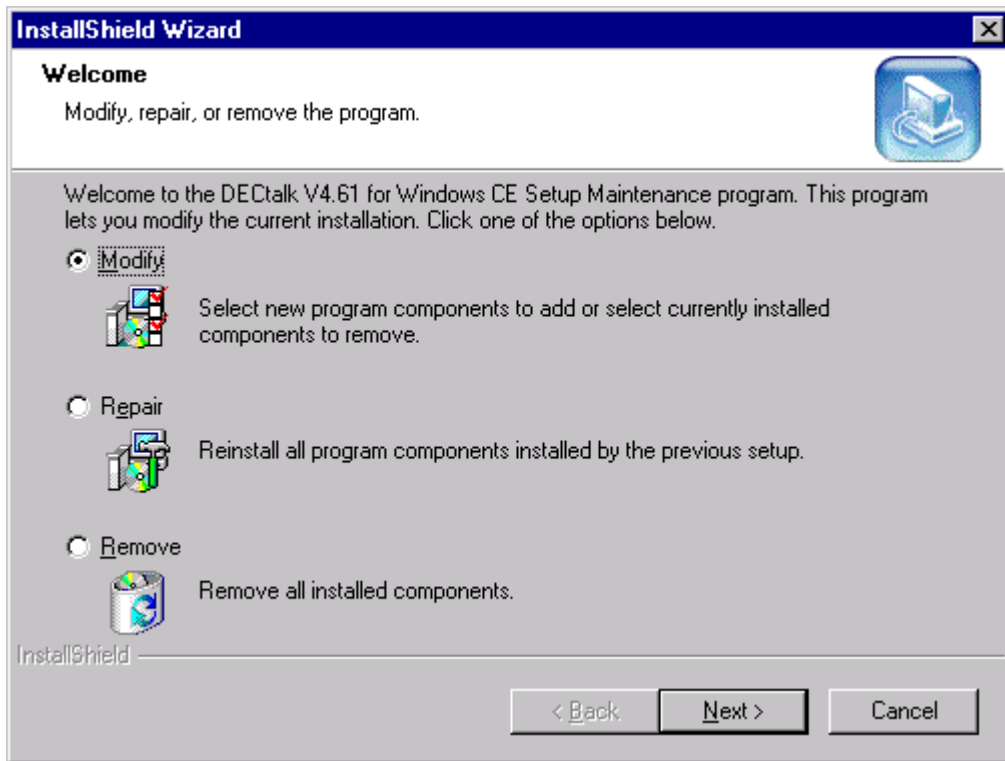 InstallShield Wizard
Welcome
Modify, repair, or remove the program.
Welcome to the DECtalk V4.61 for Windows CE Setup Maintenance program. This program
lets you modify the current installation. Click one of the options below.
Modify
Select new program components to add or select currently installed
components to remove.
Repair
Reinstall all program components installed by the previous setup.
Remove
Remove all installed components.
InstallShield
< Back
Next >
Cancel